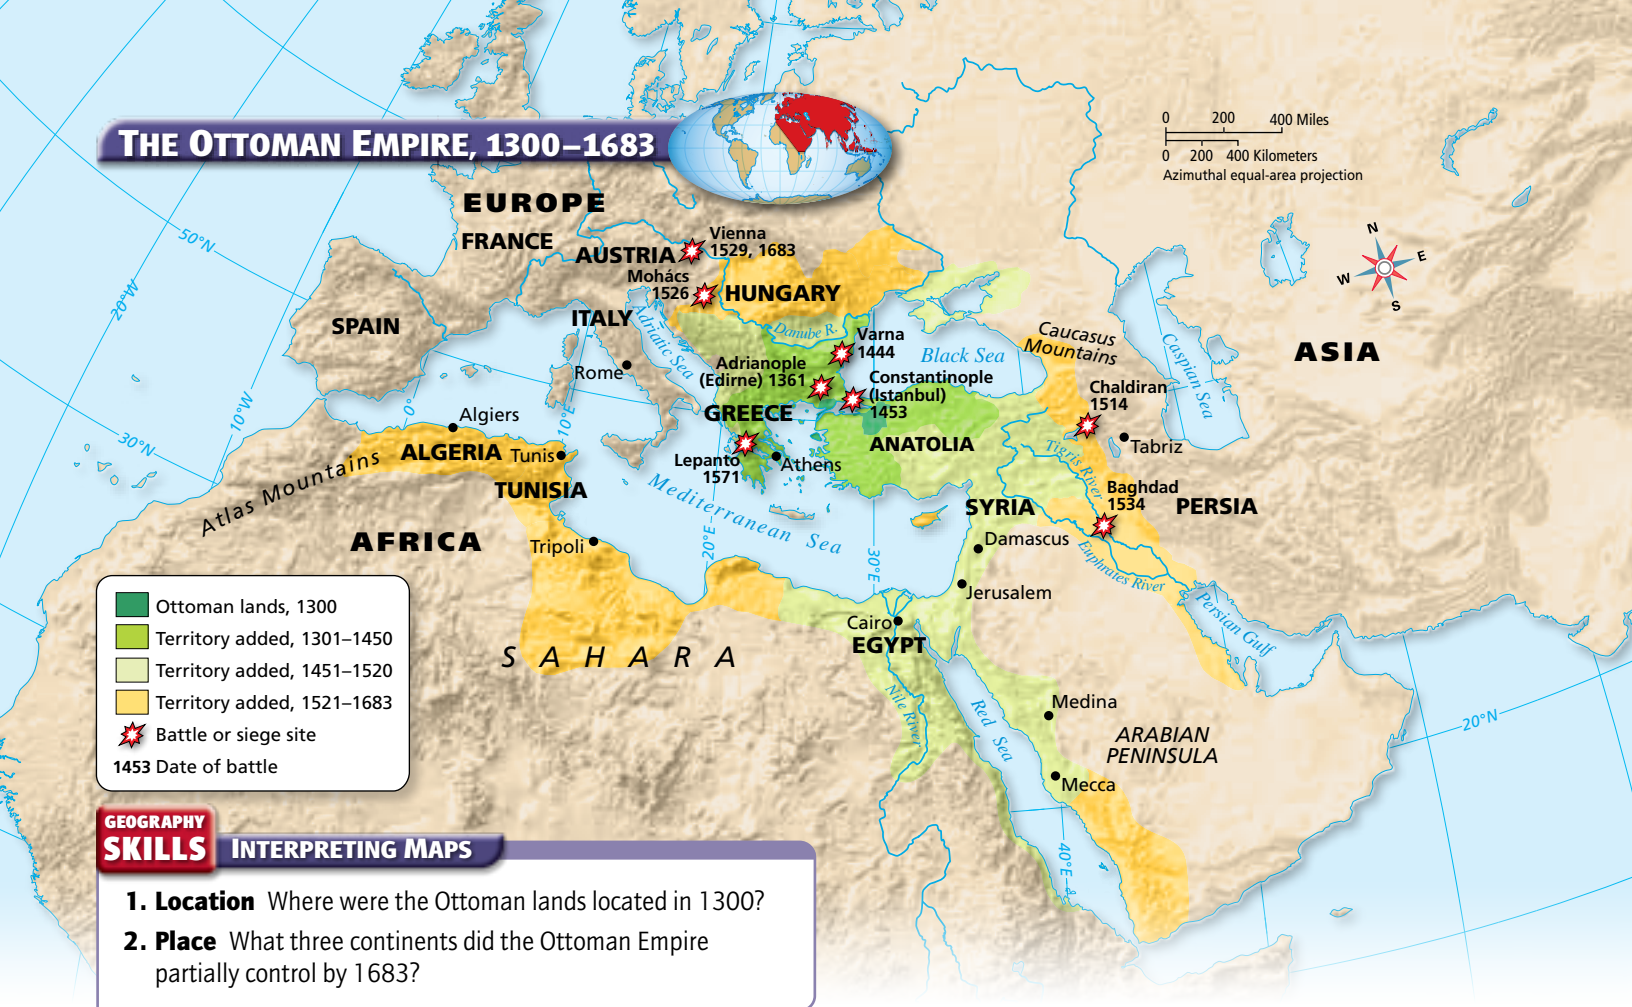 THE OTTOMAN EMPIRE, 1300–1683
0 200 400 Miles
0 200 400 Kilometers
Azimuthal equal-area projection
N
E
W
S
EUROPE
FRANCE
AUSTRIA
Vienna
1529, 1683
Mohács
1526
HUNGARY
SPAIN
ITALY
Adriatic Sea
Rome
Danube R.
Varna
1444
Black Sea
Caucasus
Mountains
Caspian Sea
ASIA
Adrianople
(Edirne) 1361
Constantinople
(Istanbul)
1453
Chaldiran
1514
GREECE
ANATOLIA
Tabriz
Algiers
ALGERIA
Tunis
Lepanto
1571
Athens
Tigris River
Baghdad
1534
PERSIA
Atlas Mountains
TUNISIA
Mediterranean Sea
SYRIA
AFRICA
Tripoli
Damascus
Euphrates River
Jerusalem
Persian Gulf
Cairo
EGYPT
SAHARA
Nile River
Red Sea
Medina
ARABIAN
PENINSULA
Mecca
50°N
20°W
30°N
10°W
0°
10°E
20°E
30°E
40°E
20°N
Ottoman lands, 1300
Territory added, 1301–1450
Territory added, 1451–1520
Territory added, 1521–1683
Battle or siege site
1453 Date of battle
GEOGRAPHY
SKILLS
INTERPRETING MAPS
1. Location Where were the Ottoman lands located in 1300?
2. Place What three continents did the Ottoman Empire
partially control by 1683?